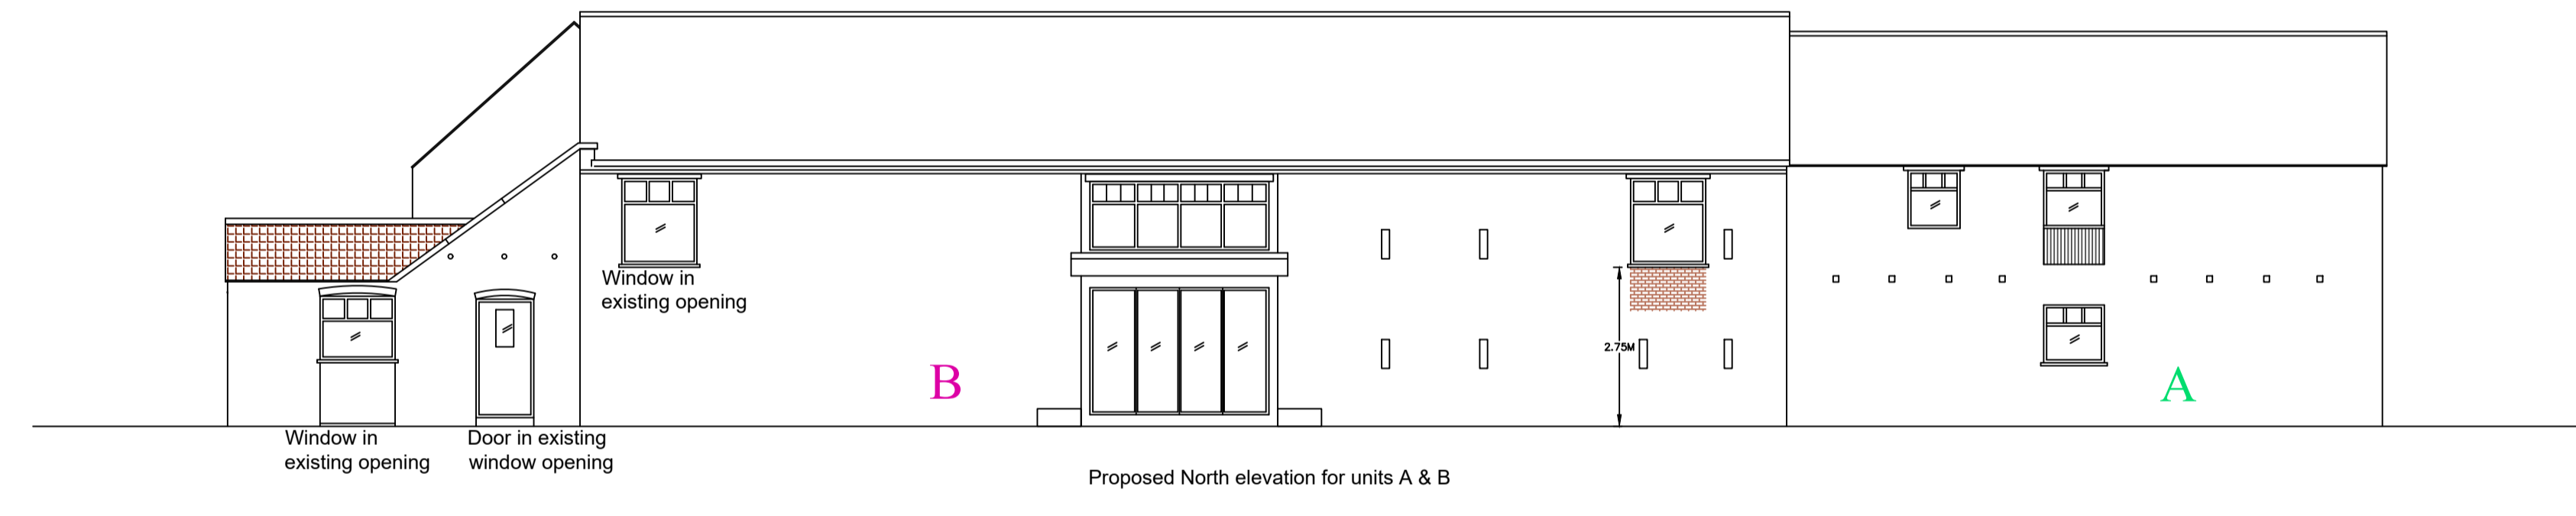 Window in
existing opening
B
2.75M
A
Window in
existing opening
Door in existing
window opening
Proposed North elevation for units A & B